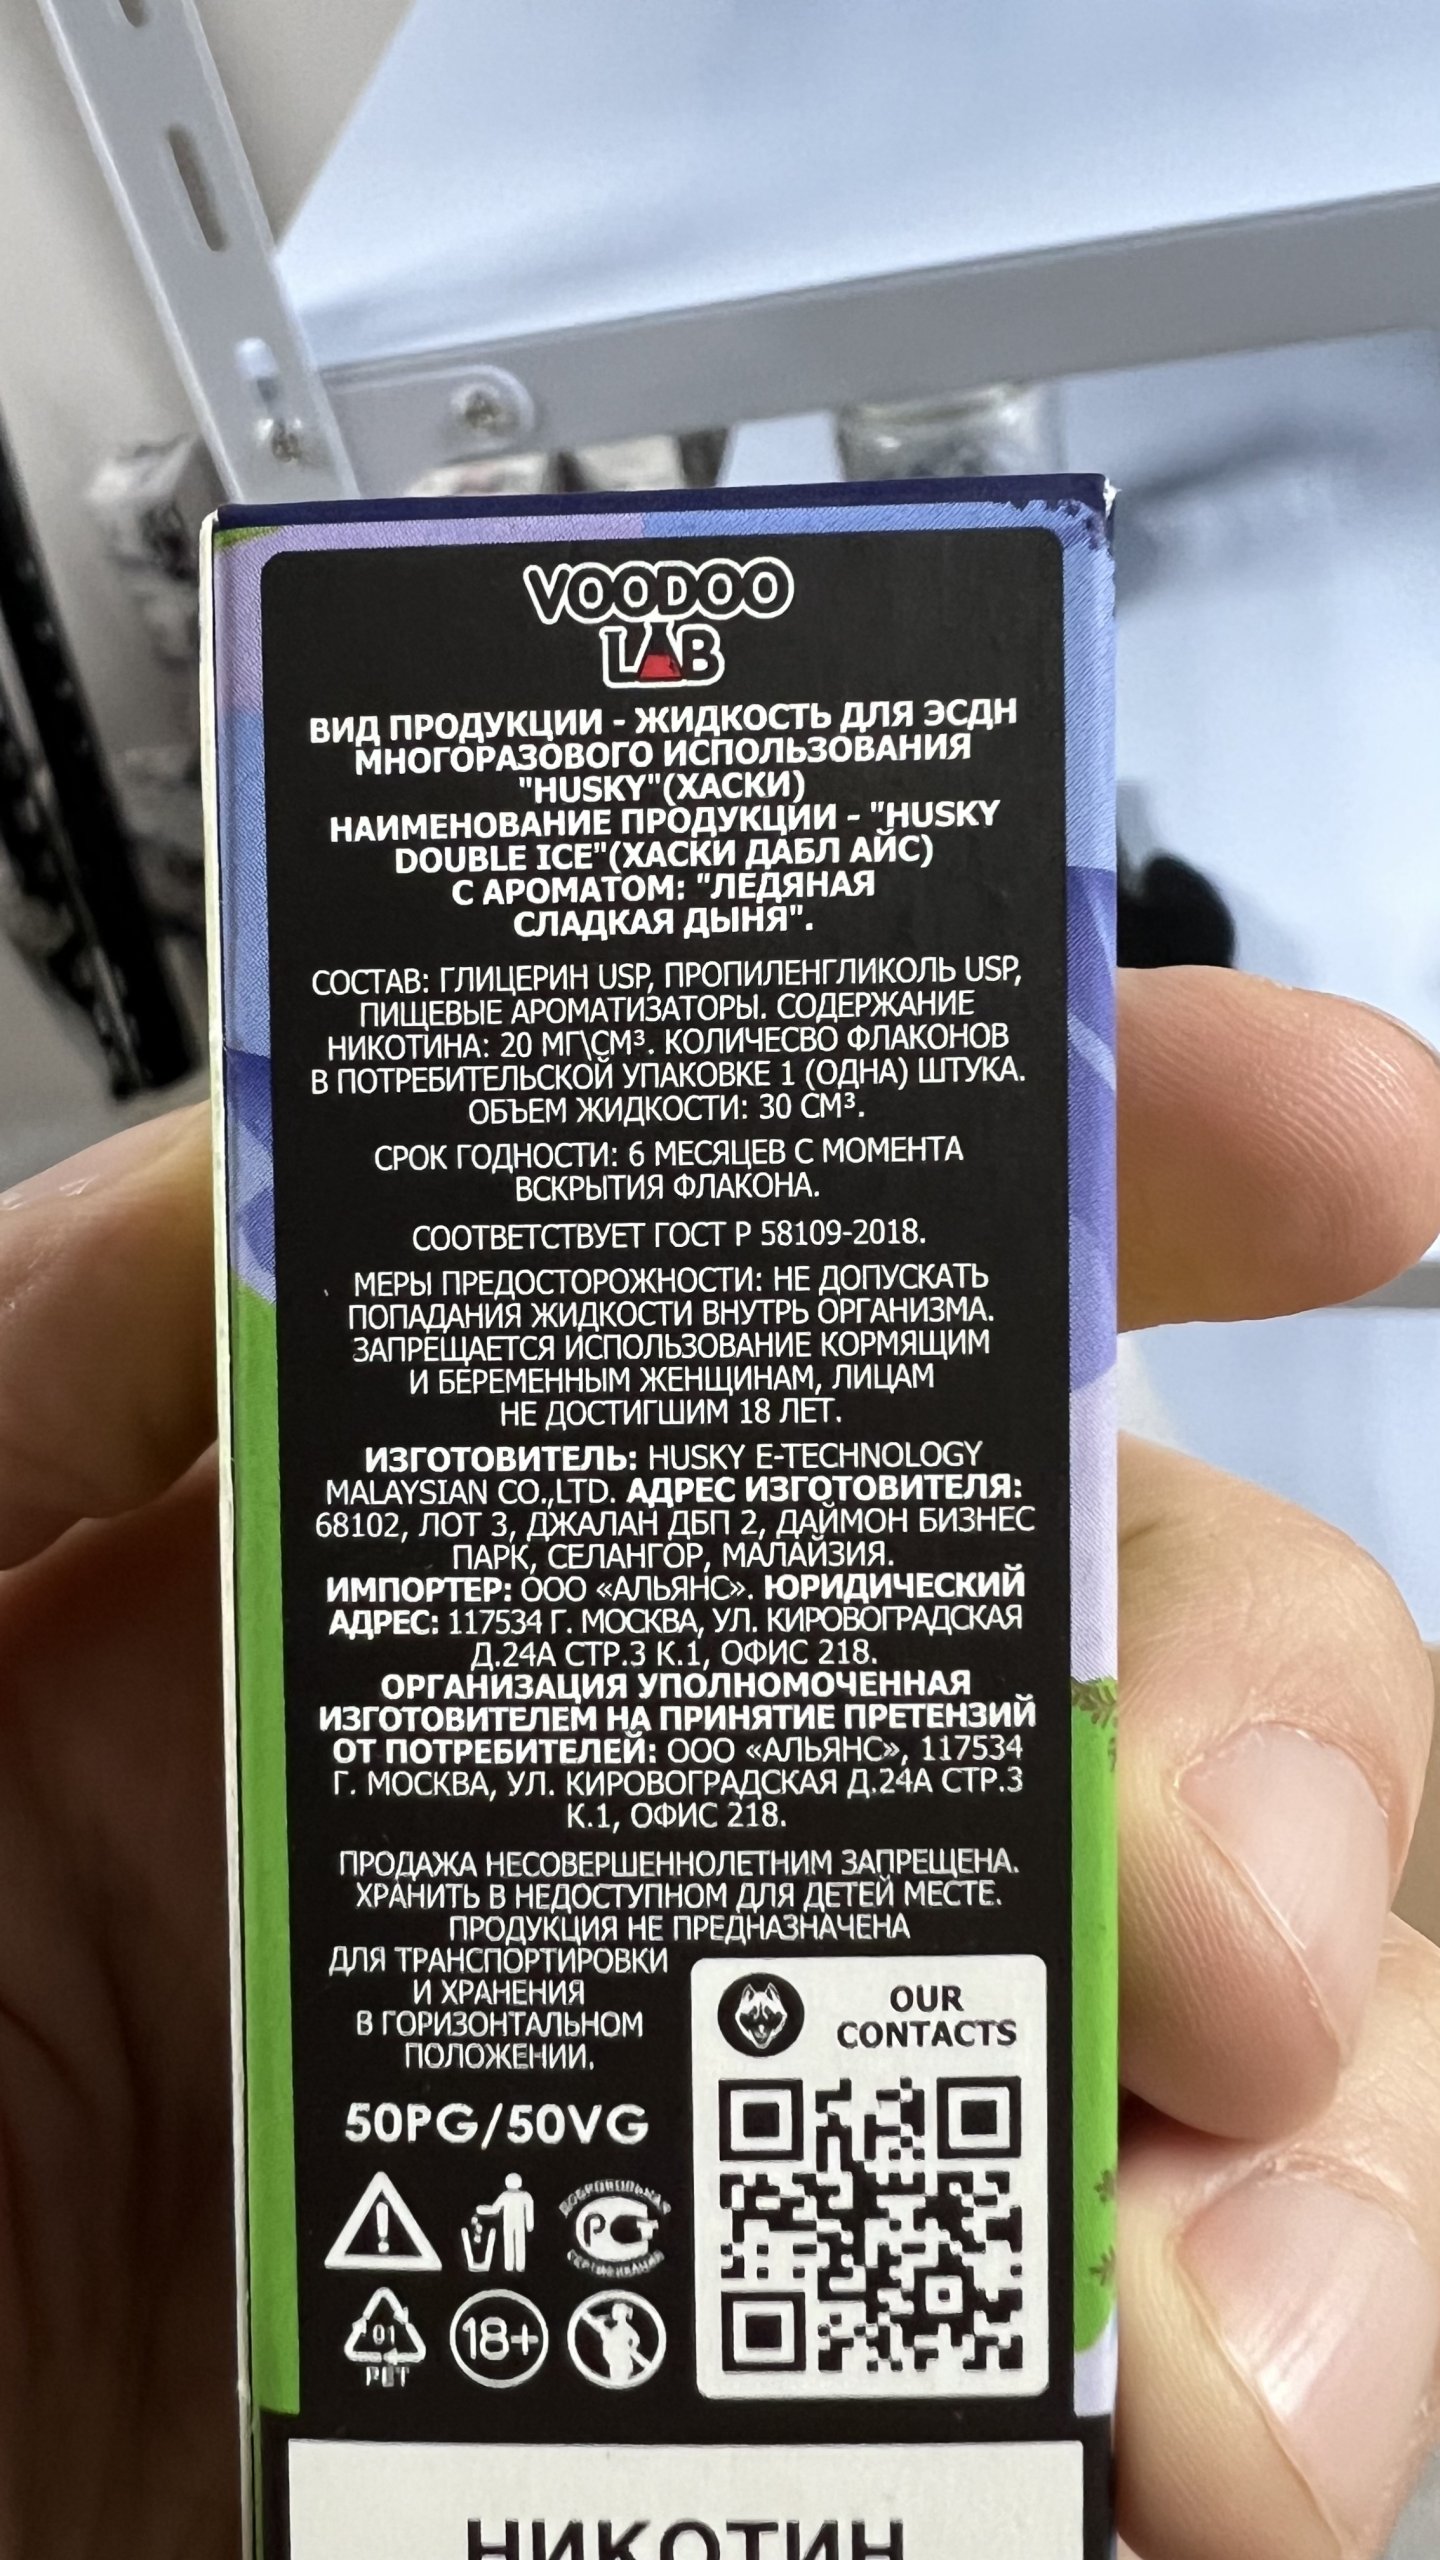 VOODOO
LAB
ВИД ПРОДУКЦИИ - ЖИДКОСТЬ ДЛЯ ЭСДН
МНОГОРАЗОВОГО ИСПОЛЬЗОВАНИЯ
"HUSKY"(ХАСКИ)
НАИМЕНОВАНИЕ ПРОДУКЦИИ - "HUSKY
DOUBLE ICE"(ХАСКИ ДАБЛ АЙС)
С АРОМАТОМ: "ЛЕДЯНАЯ
СЛАДКАЯ ДЫНЯ".
СОСТАВ: ГЛИЦЕРИН USP, ПРОПИЛЕНГЛИКОЛЬ USP,
ПИЩЕВЫЕ АРОМАТИЗАТОРЫ. СОДЕРЖАНИЕ
НИКОТИНА: 20 МГ\СМ³. КОЛИЧЕСВО ФЛАКОНОВ
В ПОТРЕБИТЕЛЬСКОЙ УПАКОВКЕ 1 (ОДНА) ШТУКА.
ОБЪЕМ ЖИДКОСТИ: 30 СМ³.
СРОК ГОДНОСТИ: 6 МЕСЯЦЕВ С МОМЕНТА
ВСКРЫТИЯ ФЛАКОНА.
СООТВЕТСТВУЕТ ГОСТ Р 58109-2018.
МЕРЫ ПРЕДОСТОРОЖНОСТИ: НЕ ДОПУСКАТЬ
ПОПАДАНИЯ ЖИДКОСТИ ВНУТРЬ ОРГАНИЗМА.
ЗАПРЕЩАЕТСЯ ИСПОЛЬЗОВАНИЕ КОРМЯЩИМ
И БЕРЕМЕННЫМ ЖЕНЩИНАМ, ЛИЦАМ
НЕ ДОСТИГШИМ 18 ЛЕТ.
ИЗГОТОВИТЕЛЬ: HUSKY E-TECHNOLOGY
MALAYSIAN CO.,LTD. АДРЕС ИЗГОТОВИТЕЛЯ:
68102, ЛОТ 3, ДЖАЛАН ДБП 2, ДАЙМОН БИЗНЕС
ПАРК, СЕЛАНГОР, МАЛАЙЗИЯ.
ИМПОРТЕР: ООО «АЛЬЯНС». ЮРИДИЧЕСКИЙ
АДРЕС: 117534 Г. МОСКВА, УЛ. КИРОВОГРАДСКАЯ
Д.24А СТР.3 К.1, ОФИС 218.
ОРГАНИЗАЦИЯ УПОЛНОМОЧЕННАЯ
ИЗГОТОВИТЕЛЕМ НА ПРИНЯТИЕ ПРЕТЕНЗИЙ
ОТ ПОТРЕБИТЕЛЕЙ: ООО «АЛЬЯНС», 117534
Г. МОСКВА, УЛ. КИРОВОГРАДСКАЯ Д.24А СТР.3
К.1, ОФИС 218.
ПРОДАЖА НЕСОВЕРШЕННОЛЕТНИМ ЗАПРЕЩЕНА.
ХРАНИТЬ В НЕДОСТУПНОМ ДЛЯ ДЕТЕЙ МЕСТЕ.
ПРОДУКЦИЯ НЕ ПРЕДНАЗНАЧЕНА
ДЛЯ ТРАНСПОРТИРОВКИ
И ХРАНЕНИЯ
В ГОРИЗОНТАЛЬНОМ
ПОЛОЖЕНИИ.
OUR
CONTACTS
50PG/50VG
ДОБРОВОЛЬНАЯ
РСТ
СЕРТИФИКАЦИЯ
01
PET
18+
НИКОТИН